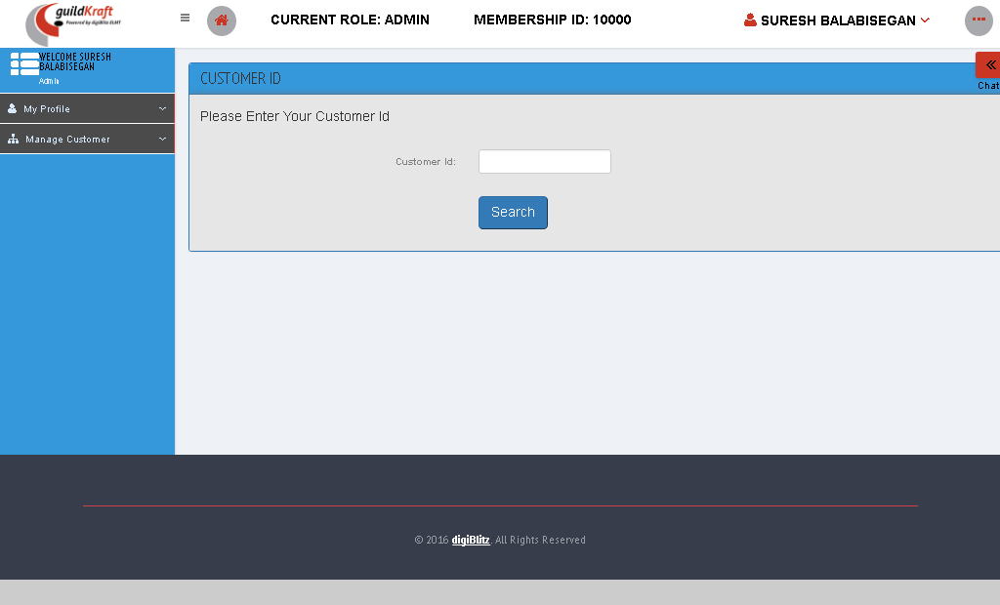 guildKraft
Powered by digiBlitz ELMT
CURRENT ROLE: ADMIN
MEMBERSHIP ID: 10000
SURESH BALABISEGAN
WELCOME SURESH
BALABISEGAN
Admin
My Profile
Manage Customer
CUSTOMER ID
Chat
Please Enter Your Customer Id
Customer Id:
Search
© 2016 digiBlitz. All Rights Reserved